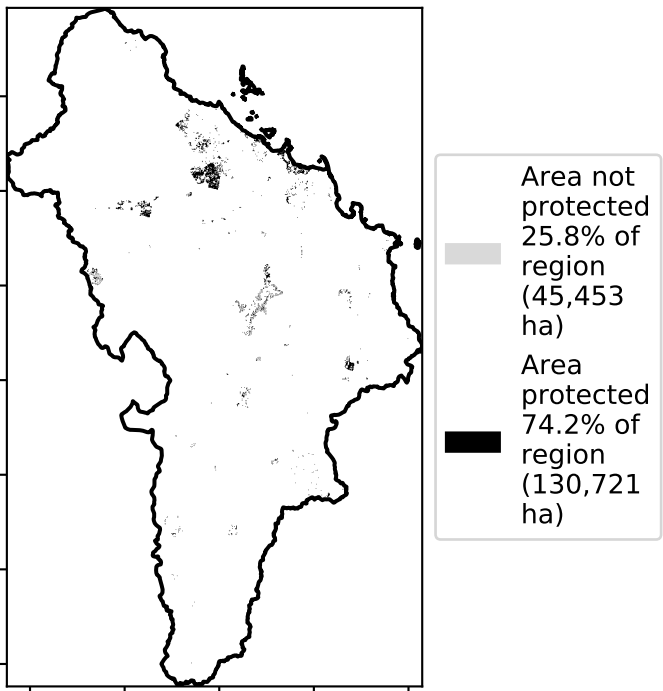 Area not
protected
25.8% of
region
(45,453
ha)
Area
protected
74.2% of
region
(130,721
ha)